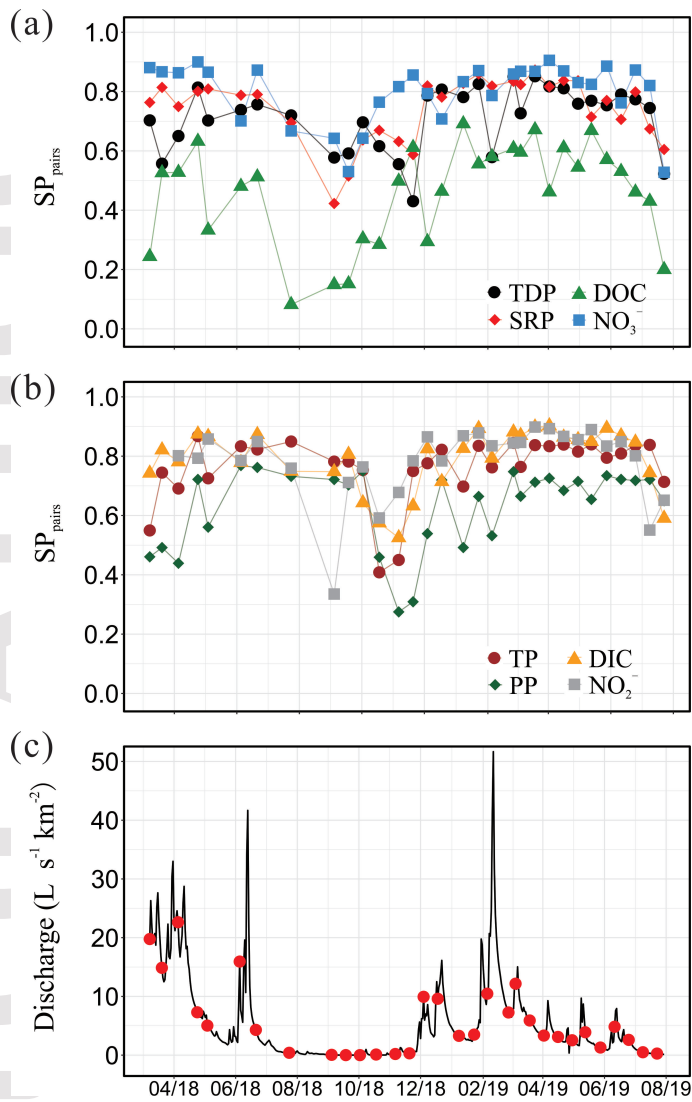 (a)
1.0
0.8
0.6
0.4
0.2
0.0
SPpairs
TDP
DOC
SRP
NO3−
(b)
1.0
0.8
0.6
0.4
0.2
0.0
SPpairs
TP
DIC
PP
NO2−
(c)
50
40
30
20
10
0
Discharge (L s-1 km-2)
04/18 06/18 08/18 10/18 12/18 02/19 04/19 06/19 08/19